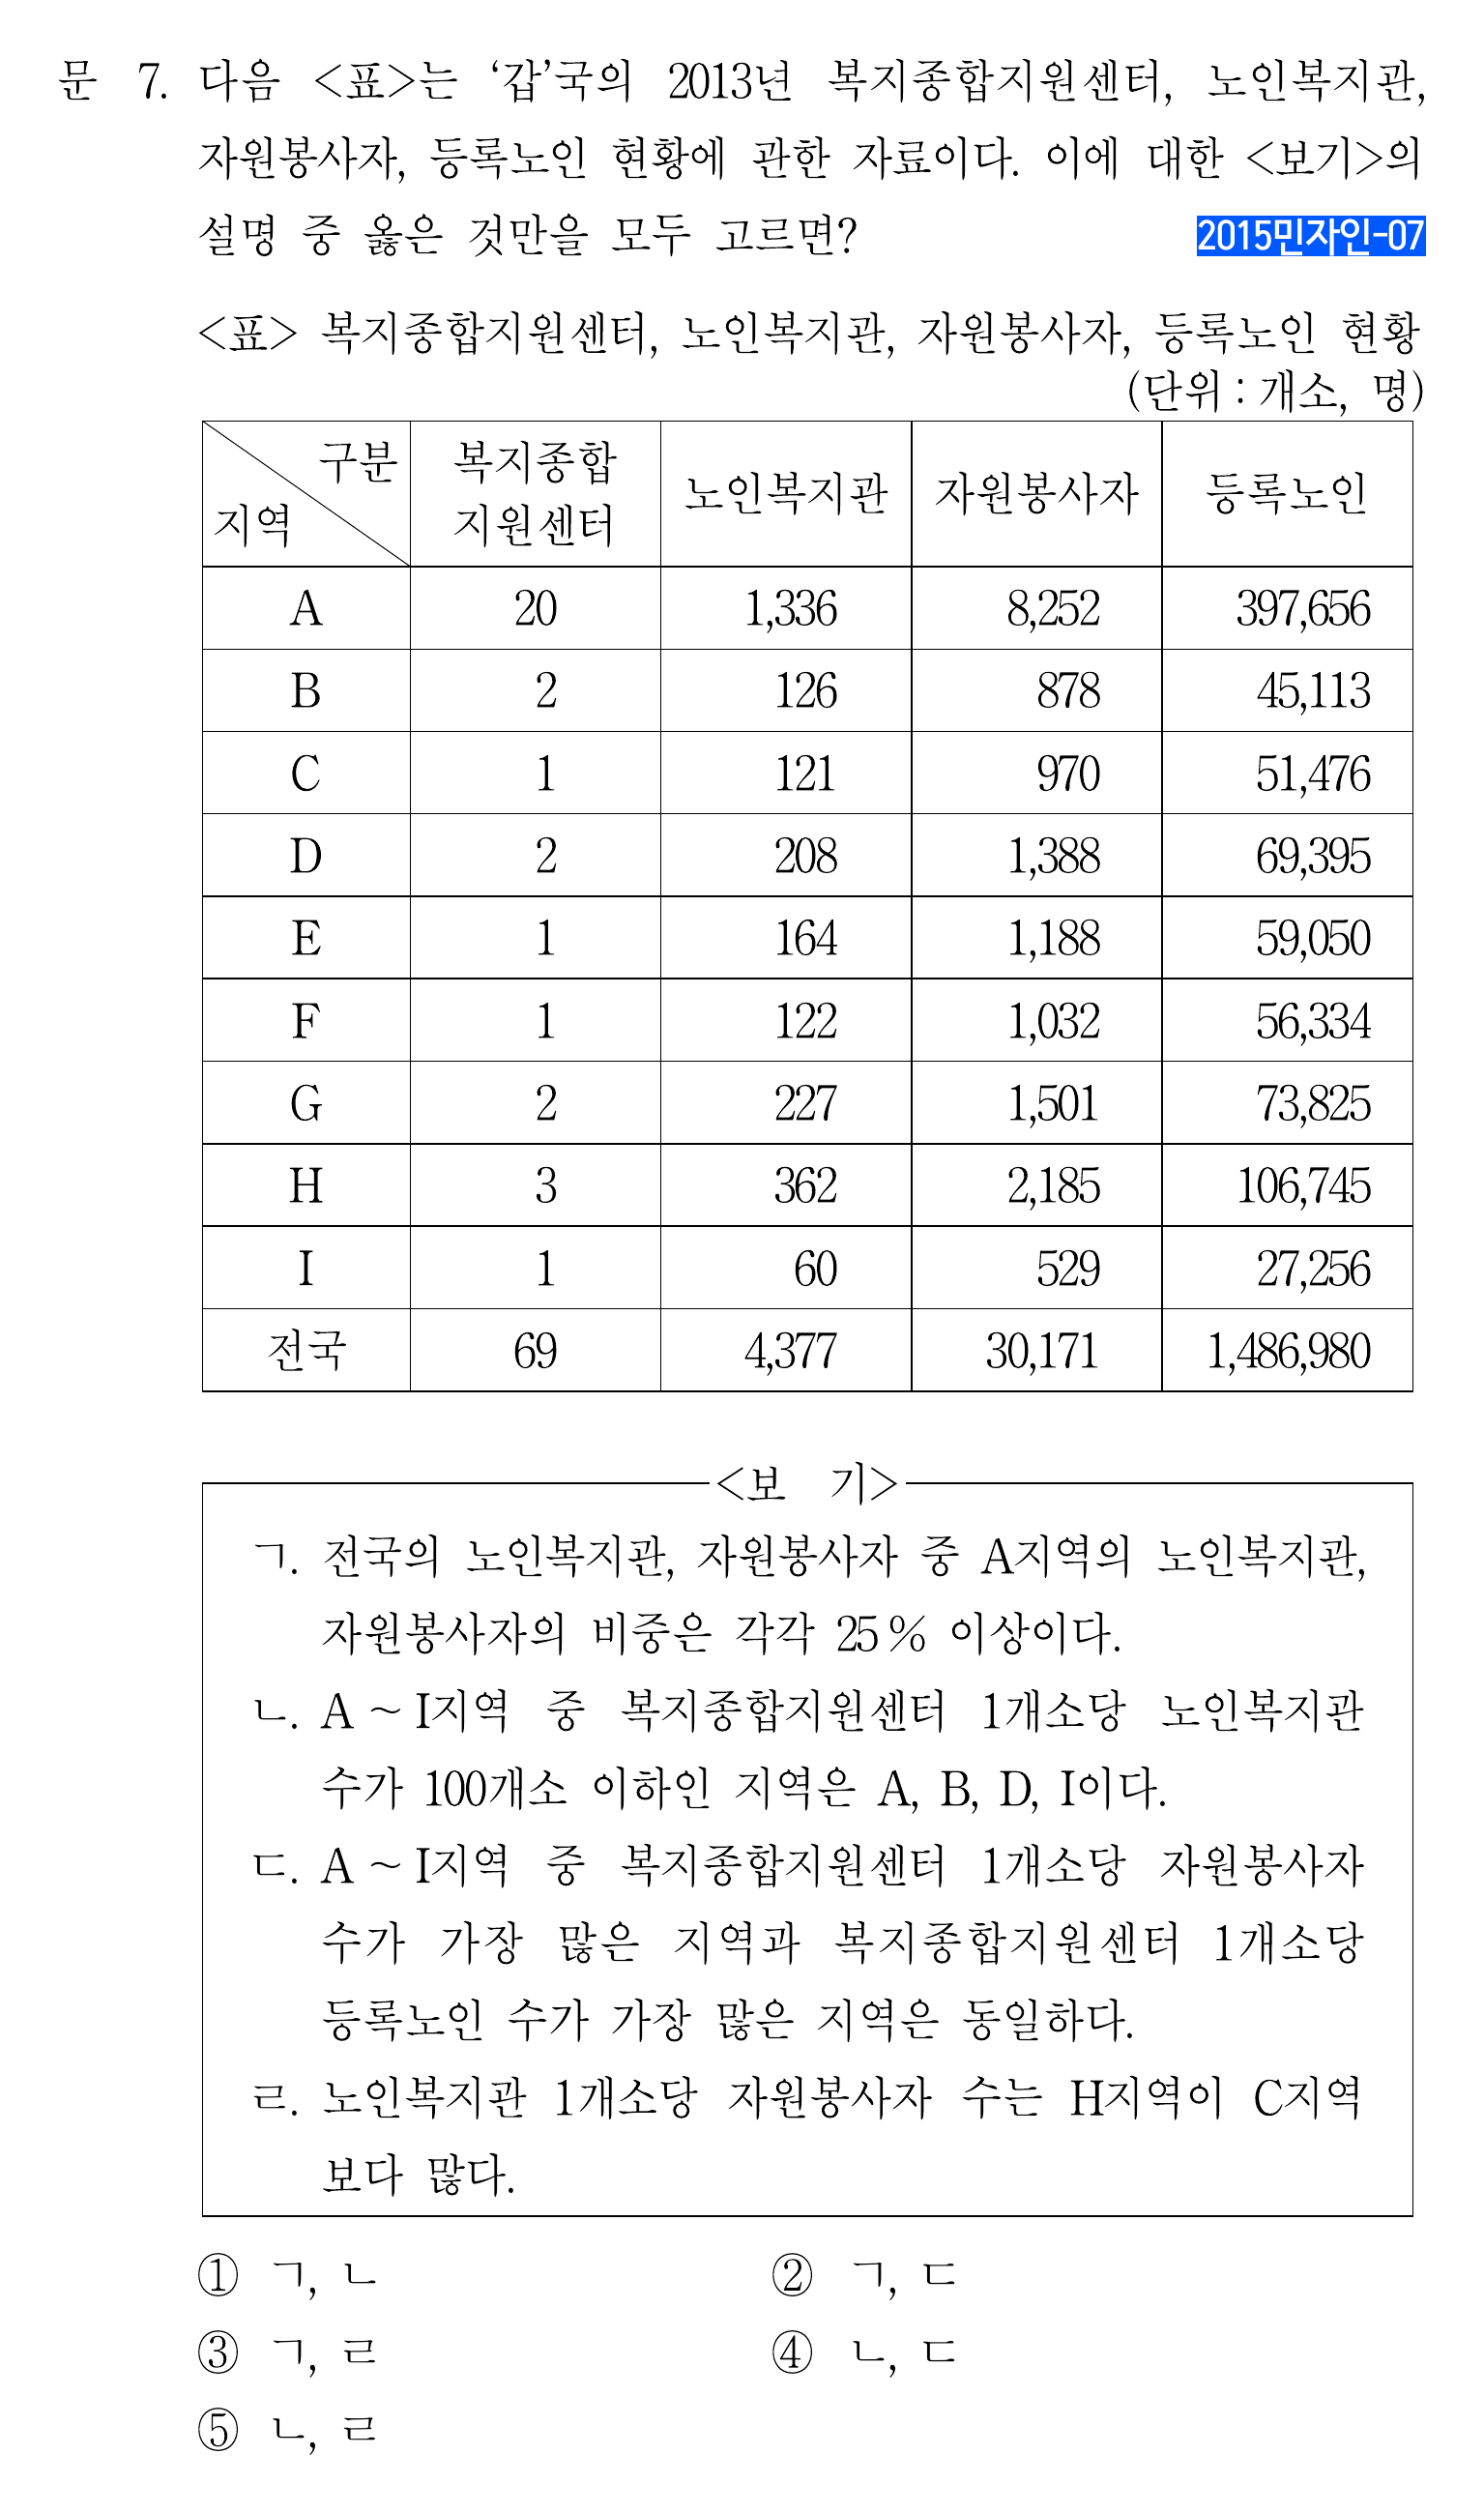 문 7. 다음 <표>는 ‘갑’국의 2013년 복지종합지원센터, 노인복지관,
자원봉사자, 등록노인 현황에 관한 자료이다. 이에 대한 <보기>의
설명 중 옳은 것만을 모두 고르면? 2015민자인-07
<표> 복지종합지원센터, 노인복지관, 자원봉사자, 등록노인 현황
(단위 : 개소, 명)
구분 지역 복지종합 지원센터 노인복지관 자원봉사자 등록노인
A 20 1,336 8,252 397,656
B 2 126 878 45,113
C 1 121 970 51,476
D 2 208 1,388 69,395
E 1 164 1,188 59,050
F 1 122 1,032 56,334
G 2 227 1,501 73,825
H 3 362 2,185 106,745
I 1 60 529 27,256
전국 69 4,377 30,171 1,486,980
<보 기>
ㄱ. 전국의 노인복지관, 자원봉사자 중 A지역의 노인복지관,
자원봉사자의 비중은 각각 25 % 이상이다.
ㄴ. A ~ I지역 중 복지종합지원센터 1개소당 노인복지관
수가 100개소 이하인 지역은 A, B, D, I이다.
ㄷ. A ~ I지역 중 복지종합지원센터 1개소당 자원봉사자
수가 가장 많은 지역과 복지종합지원센터 1개소당
등록노인 수가 가장 많은 지역은 동일하다.
ㄹ. 노인복지관 1개소당 자원봉사자 수는 H지역이 C지역
보다 많다.
① ㄱ, ㄴ ② ㄱ, ㄷ
③ ㄱ, ㄹ ④ ㄴ, ㄷ
⑤ ㄴ, ㄹ